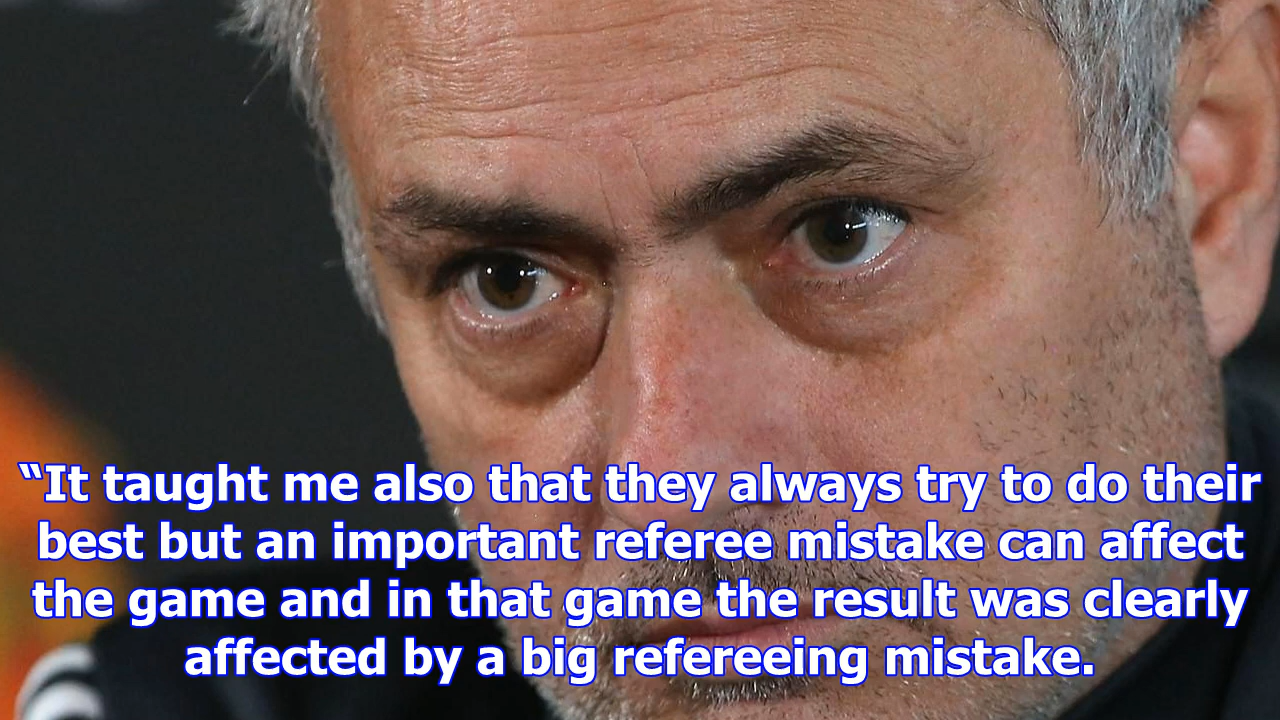 “It taught me also that they always try to do their
best but an important referee mistake can affect
the game and in that game the result was clearly
affected by a big refereeing mistake.